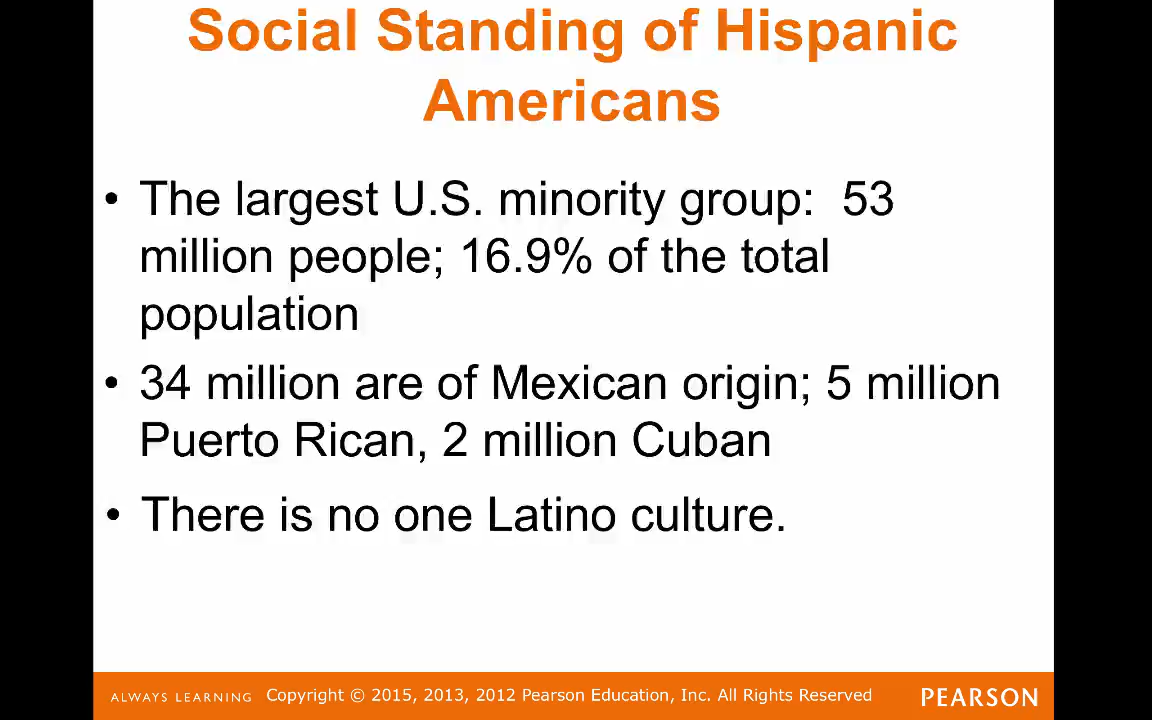 Social Standing of Hispanic
Americans
• The largest U.S. minority group:  53
million people; 16.9% of the total
population
• 34 million are of Mexican origin; 5 million
Puerto Rican, 2 million Cuban
• There is no one Latino culture.
ALWAYS LEARNING Copyright © 2015, 2013, 2012 Pearson Education, Inc. All Rights Reserved PEARSON